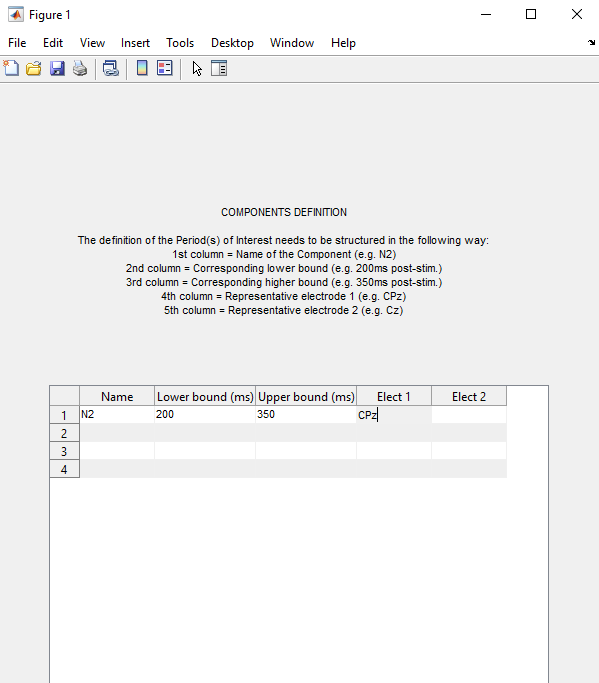 Figure 1
File Edit View Insert Tools Desktop Window Help
COMPONENTS DEFINITION
The definition of the Period(s) of Interest needs to be structured in the following way:
1st column = Name of the Component (e.g. N2)
2nd column = Corresponding lower bound (e.g. 200ms post-stim.)
3rd column = Corresponding higher bound (e.g. 350ms post-stim.)
4th column = Representative electrode 1 (e.g. CPz)
5th column = Representative electrode 2 (e.g. Cz)
Name Lower bound (ms) Upper bound (ms) Elect 1 Elect 2
1 N2 200 350 CPz
2
3
4